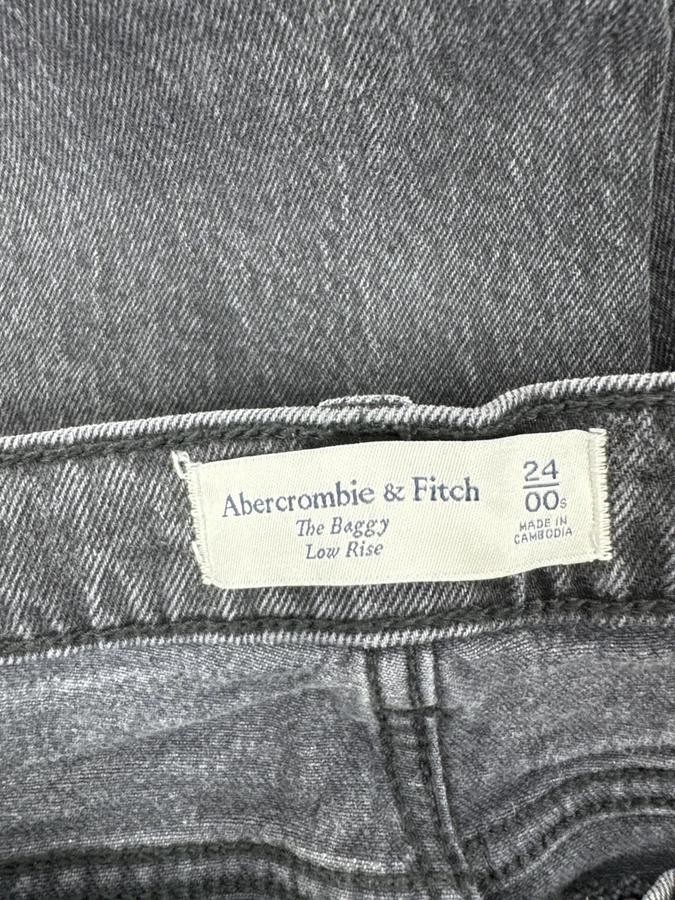 Abercrombie & Fitch
The Baggy
Low Rise
24
00s
MADE IN
CAMBODIA